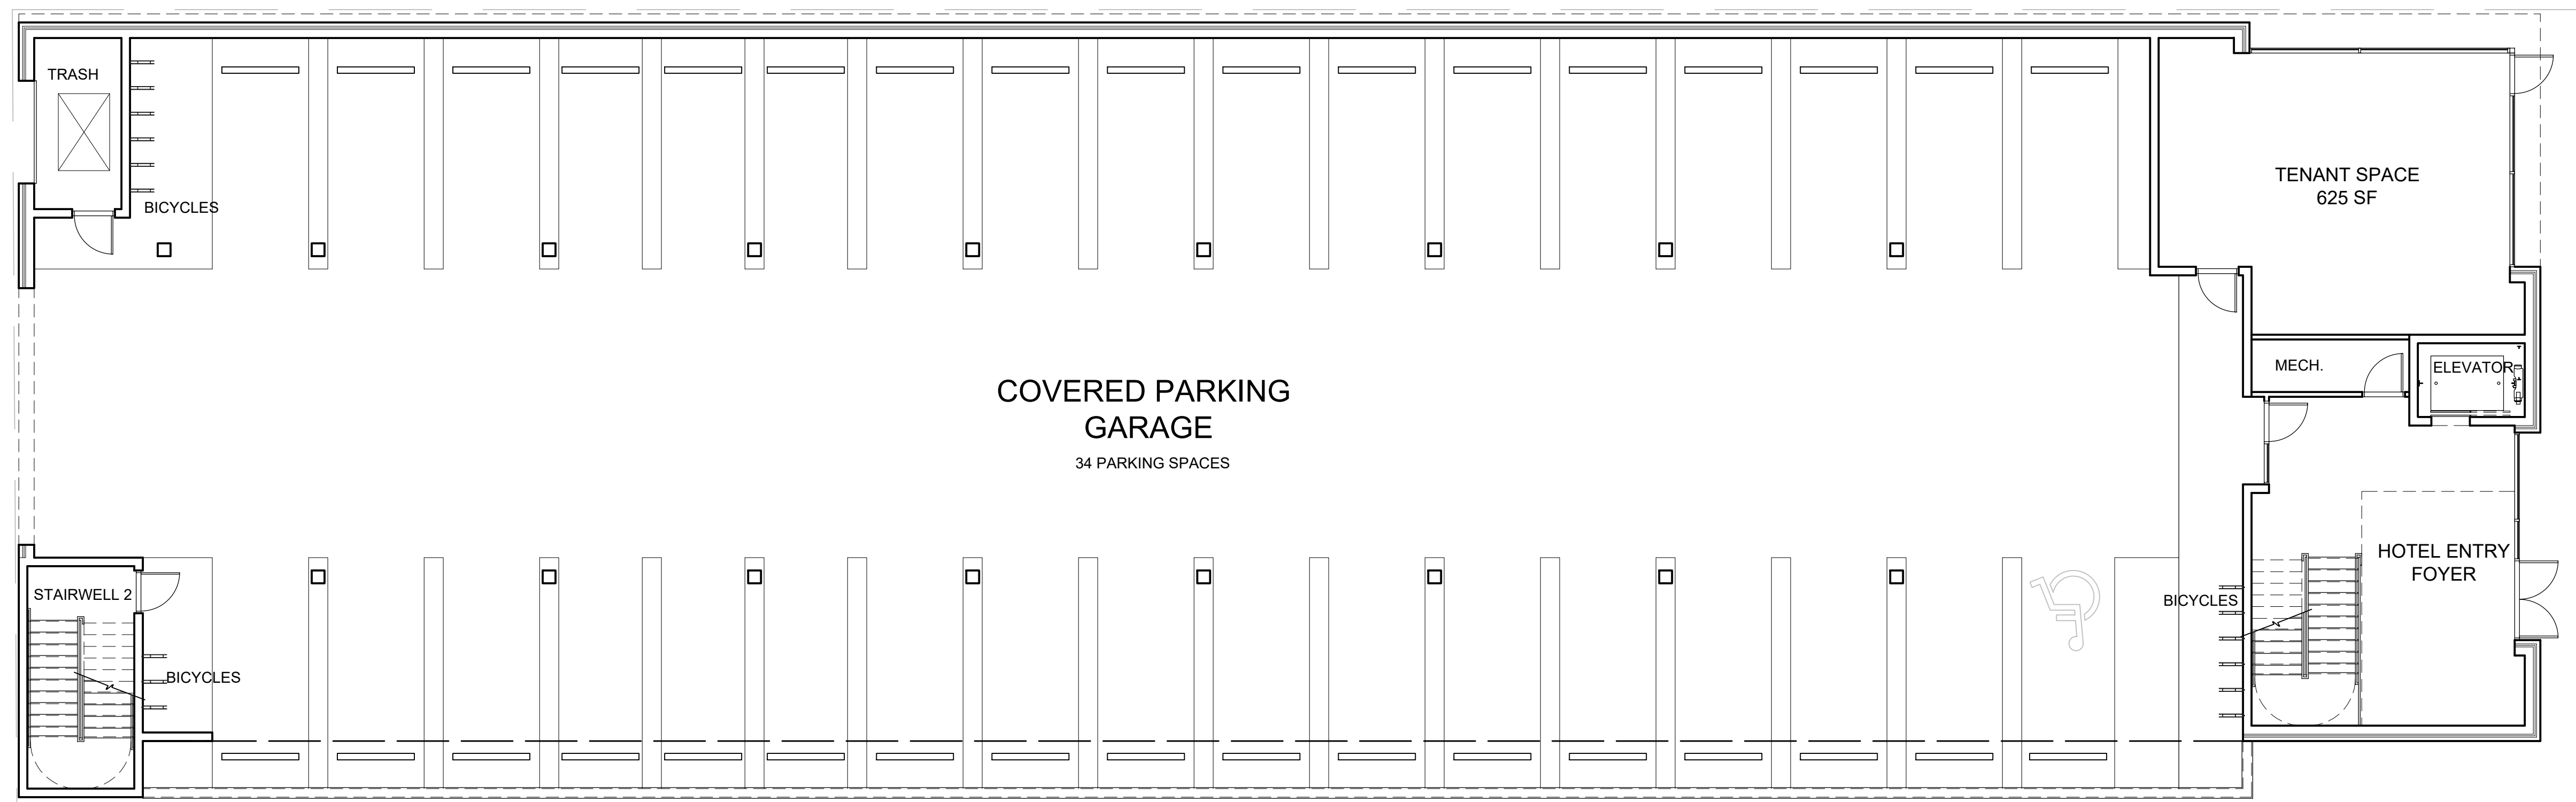 TRASH
BICYCLES
TENANT SPACE
625 SF
COVERED PARKING
GARAGE
34 PARKING SPACES
MECH.
ELEVATOR
HOTEL ENTRY
FOYER
STAIRWELL 2
BICYCLES
BICYCLES